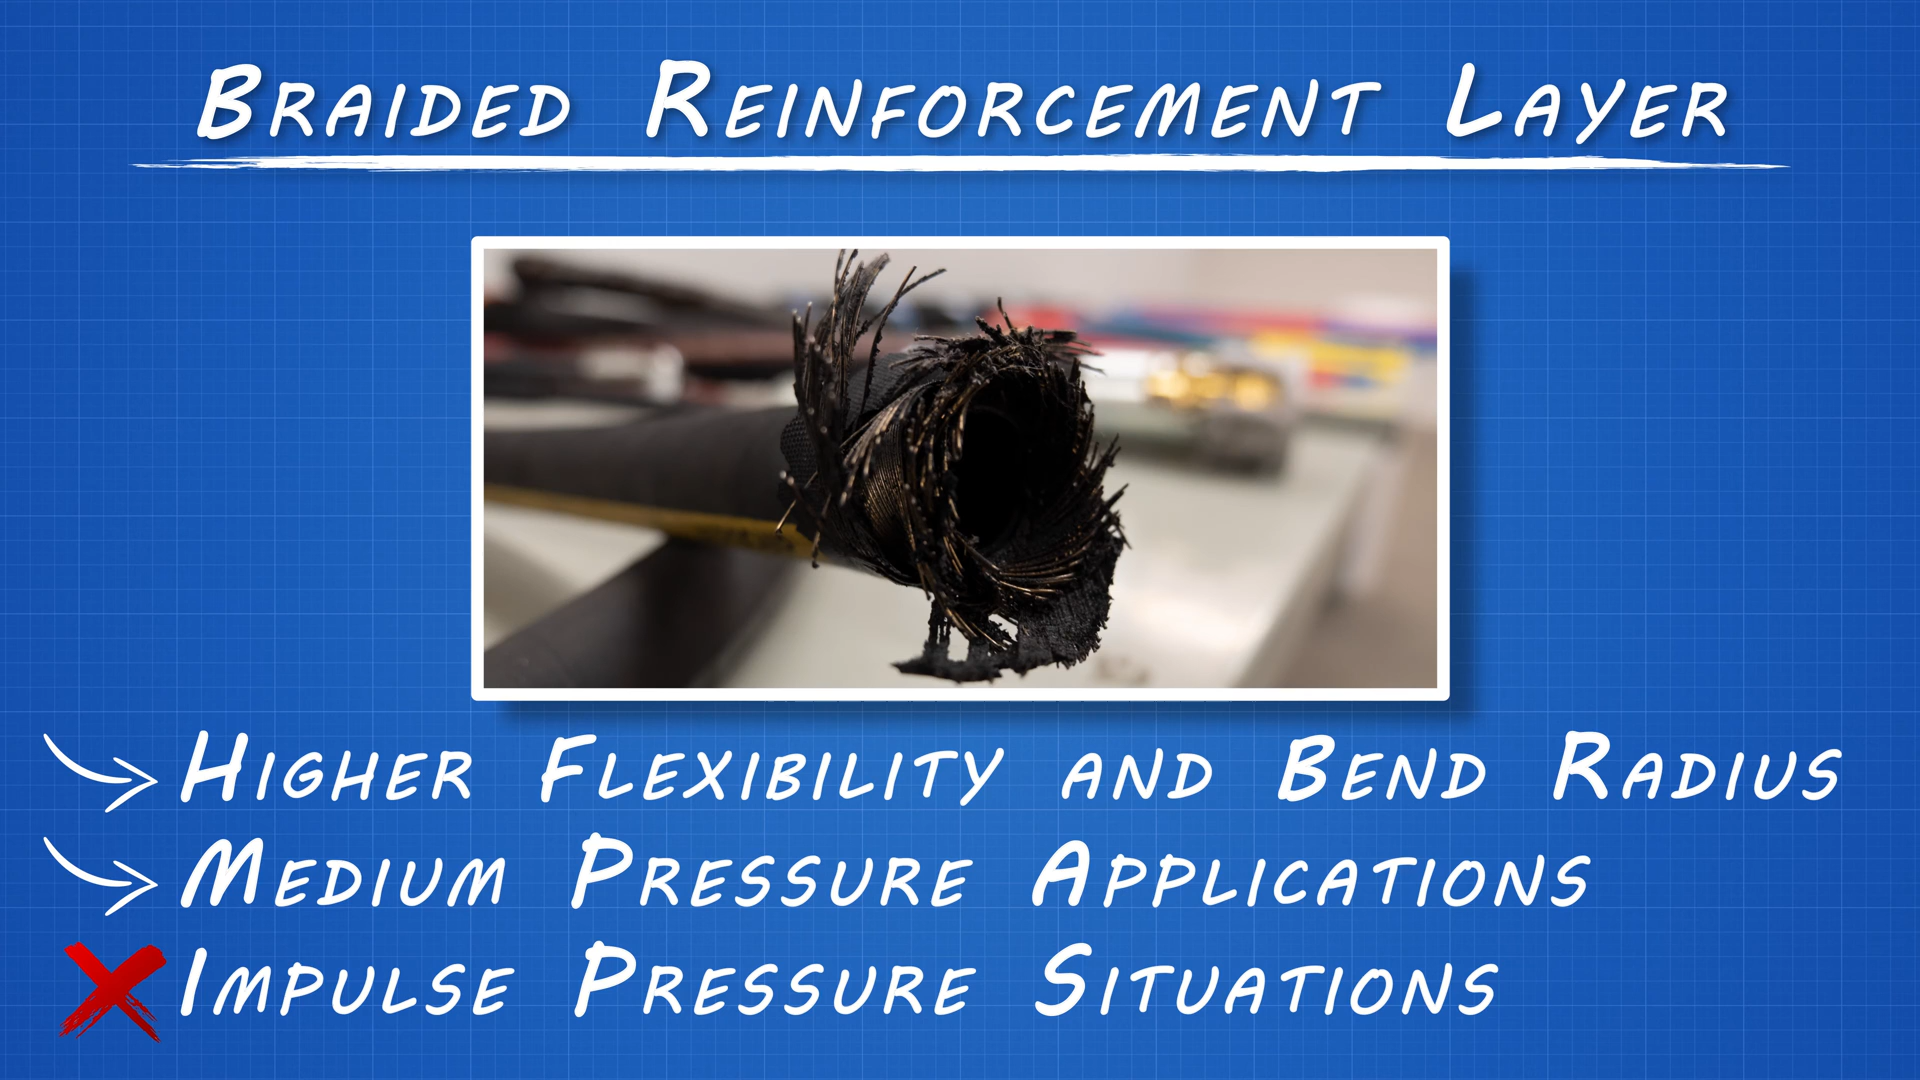 Braided Reinforcement Layer
Higher Flexibility and Bend Radius
Medium Pressure Applications
Impulse Pressure Situations